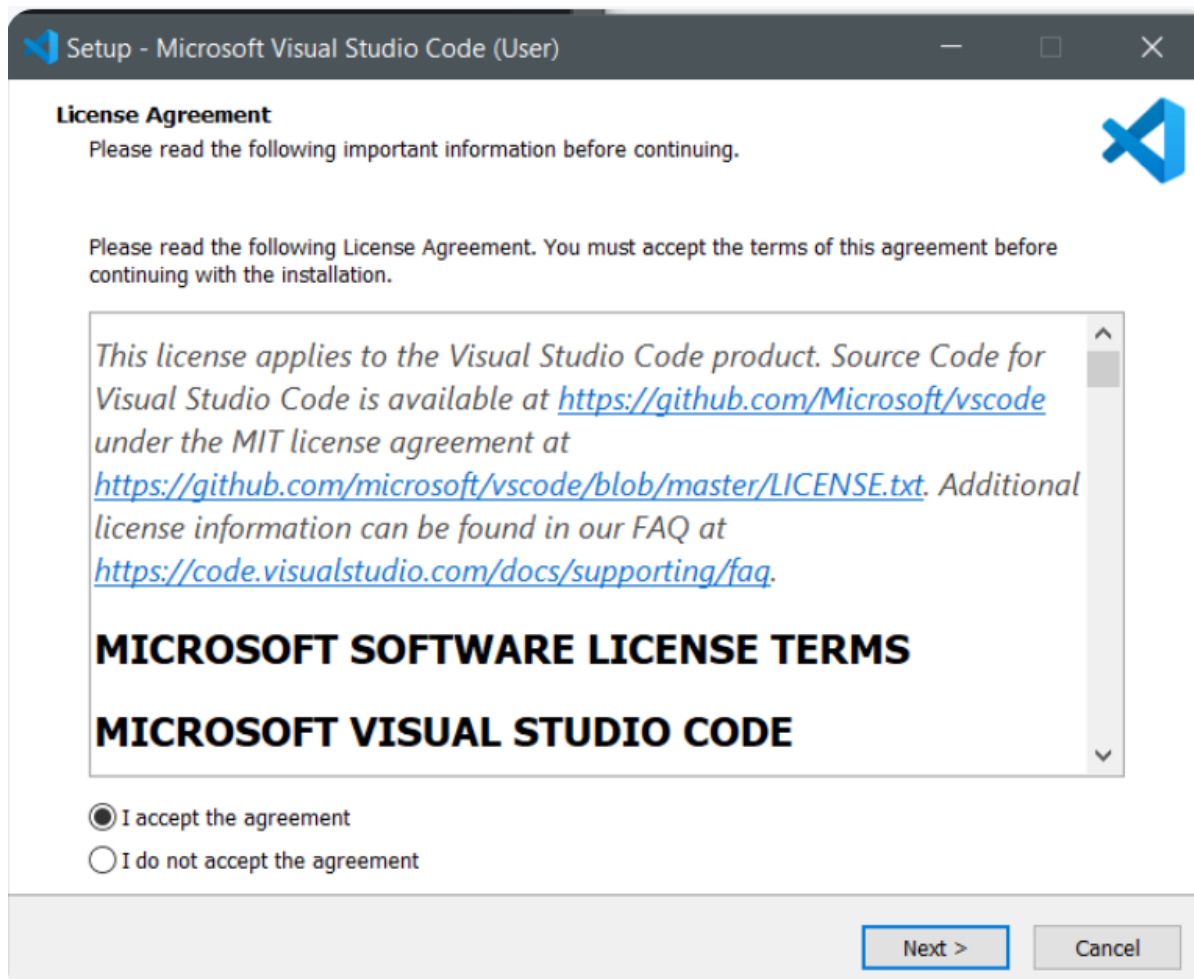 Setup - Microsoft Visual Studio Code (User)
License Agreement
Please read the following important information before continuing.
Please read the following License Agreement. You must accept the terms of this agreement before
continuing with the installation.
This license applies to the Visual Studio Code product. Source Code for
Visual Studio Code is available at https://github.com/Microsoft/vscode
under the MIT license agreement at
https://github.com/microsoft/vscode/blob/master/LICENSE.txt. Additional
license information can be found in our FAQ at
https://code.visualstudio.com/docs/supporting/faq.
MICROSOFT SOFTWARE LICENSE TERMS
MICROSOFT VISUAL STUDIO CODE
I accept the agreement
I do not accept the agreement
Next >
Cancel